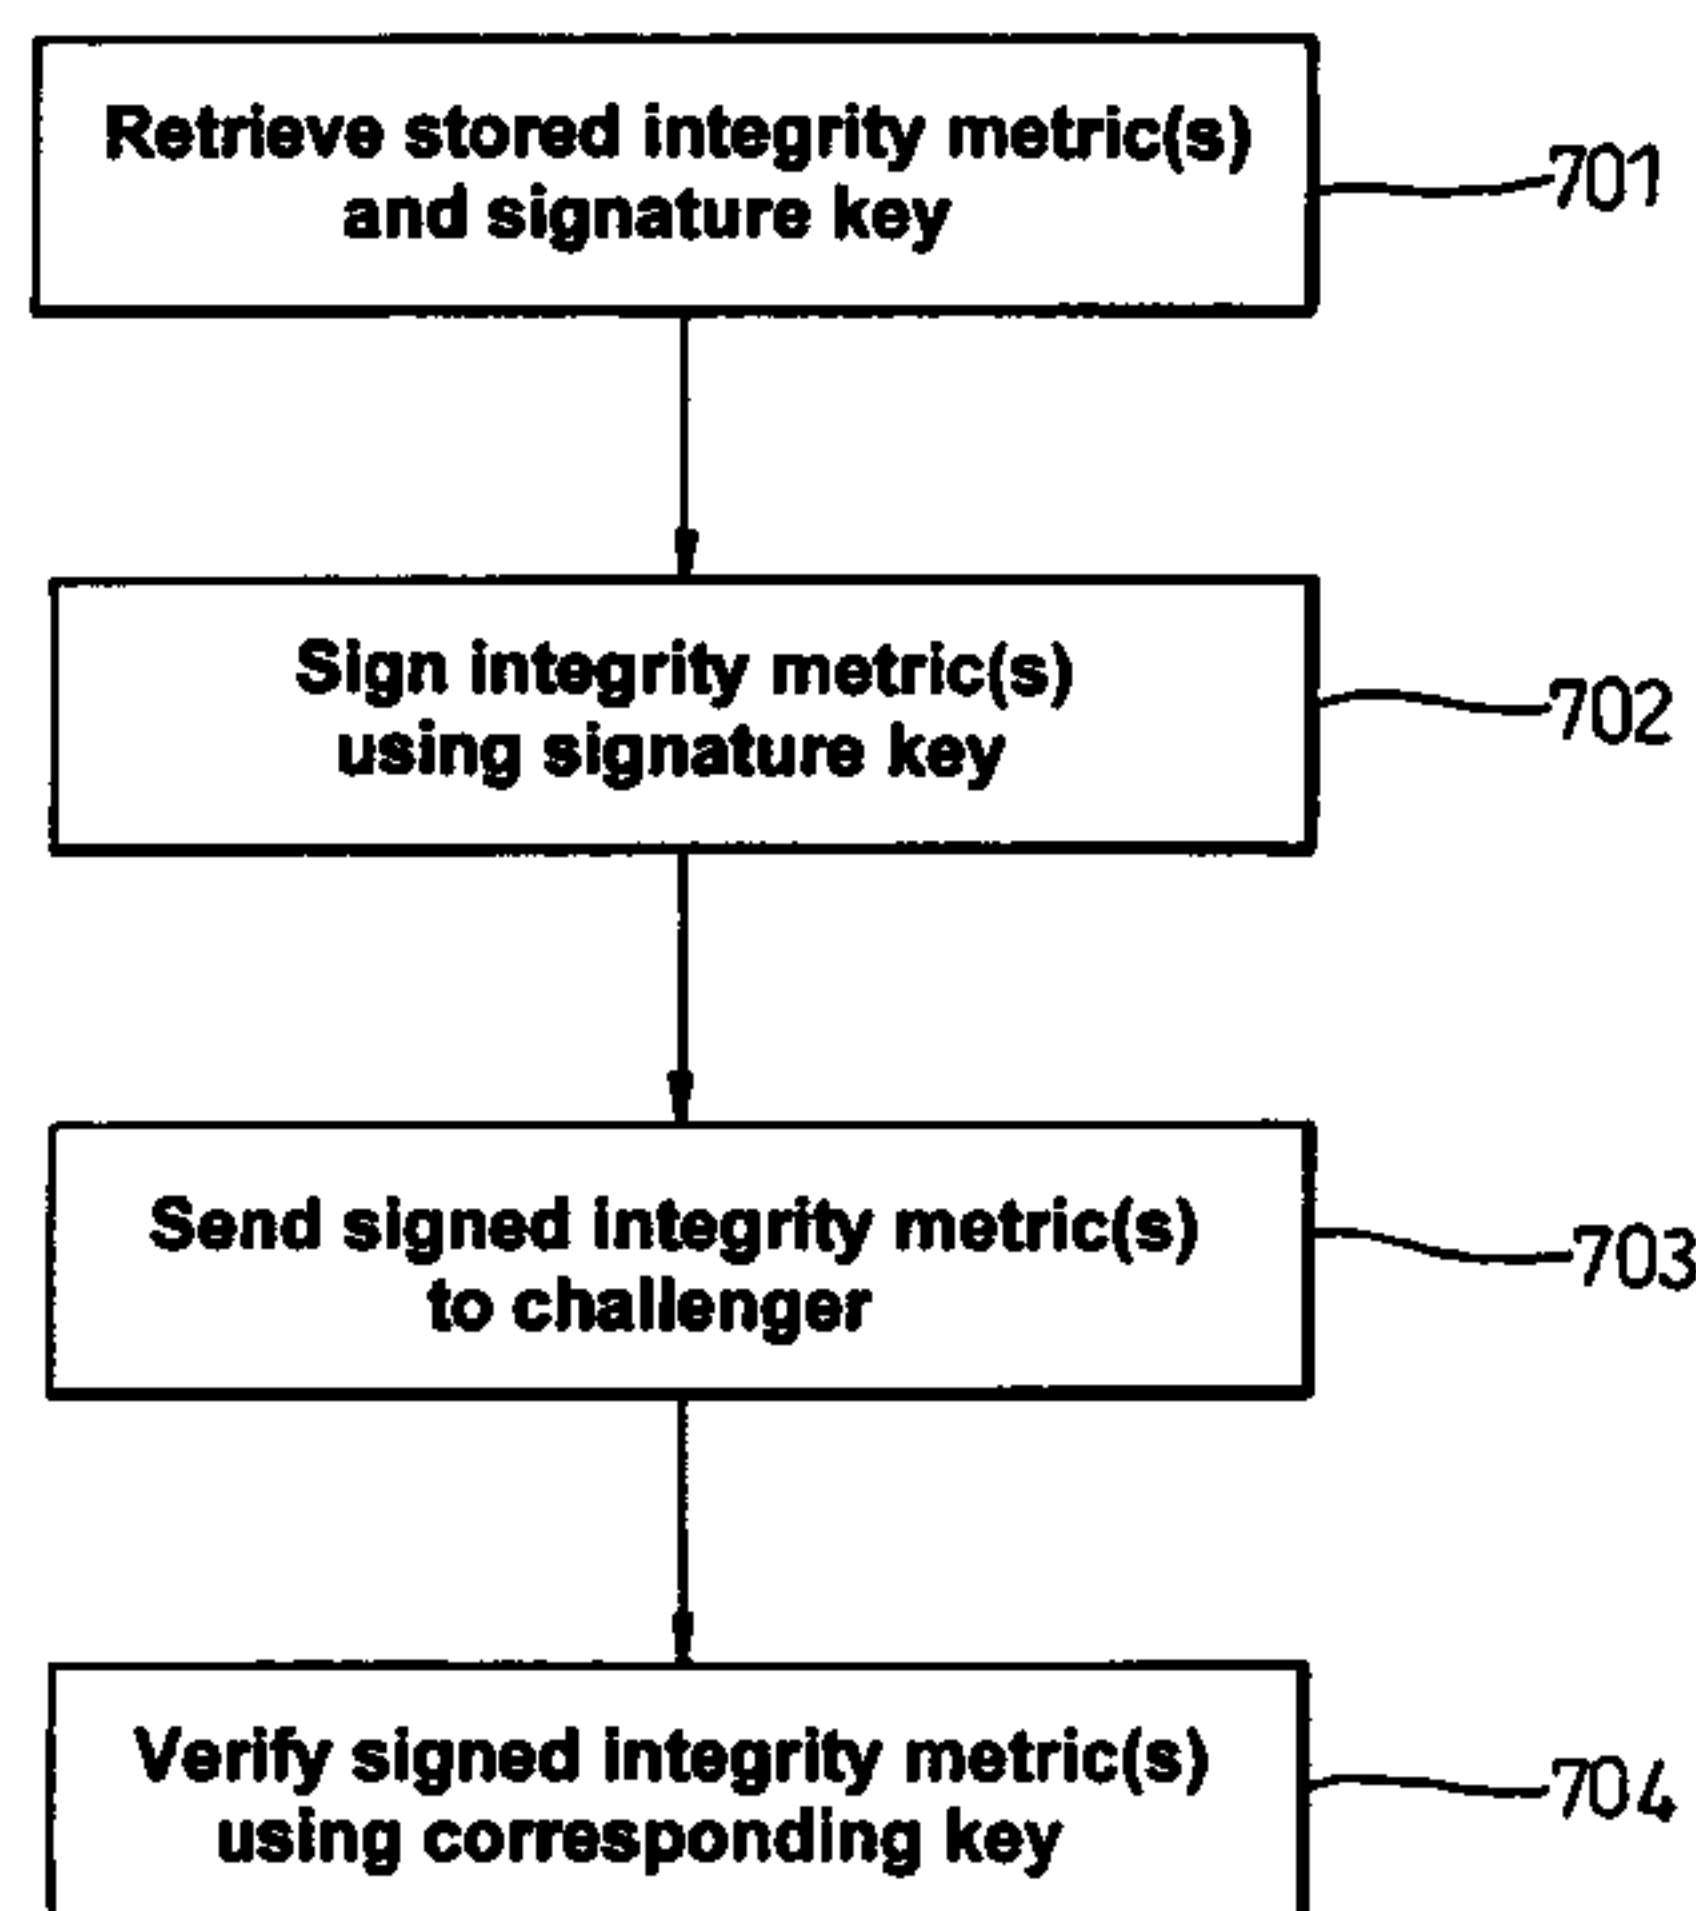 Retrieve stored integrity metric(s)
and signature key
701
Sign integrity metric(s)
using signature key
702
Send signed integrity metric(s)
to challenger
703
Verify signed integrity metric(s)
using corresponding key
704